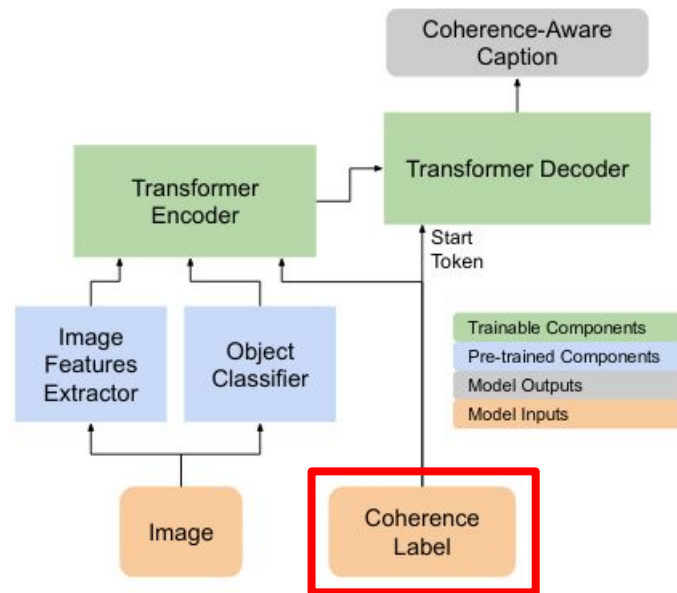 Coherence-Aware
Caption
Transformer
Encoder
Transformer Decoder
Start
Token
Image
Features
Extractor
Object
Classifier
Trainable Components
Pre-trained Components
Model Outputs
Model Inputs
Image
Coherence
Label